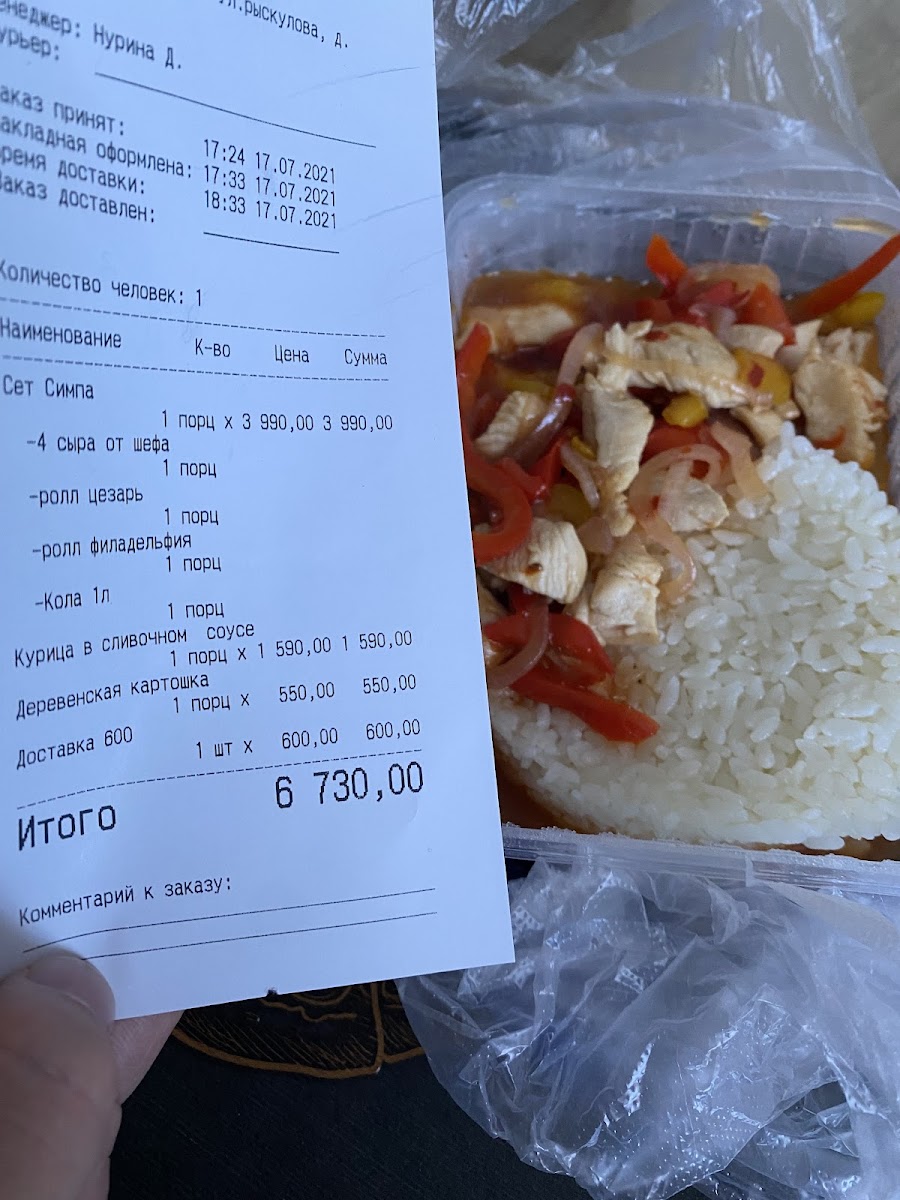 ул.рыскулова, д.
енеджер: Нурина Д.
урьер:
аказ принят: 17:24 17.07.2021
акладная оформлена: 17:33 17.07.2021
ремя доставки: 18:33 17.07.2021
Заказ доставлен:
Количество человек: 1
Наименование К-во Цена Сумма
Сет Симпа
1 порц x 3 990,00 3 990,00
-4 сыра от шефа
1 порц
-ролл цезарь
1 порц
-ролл филадельфия
1 порц
-Кола 1л
1 порц
Курица в сливочном соусе
1 порц x 1 590,00 1 590,00
Деревенская картошка
1 порц x 550,00 550,00
Доставка 600
1 шт x 600,00 600,00
Итого 6 730,00
Комментарий к заказу: